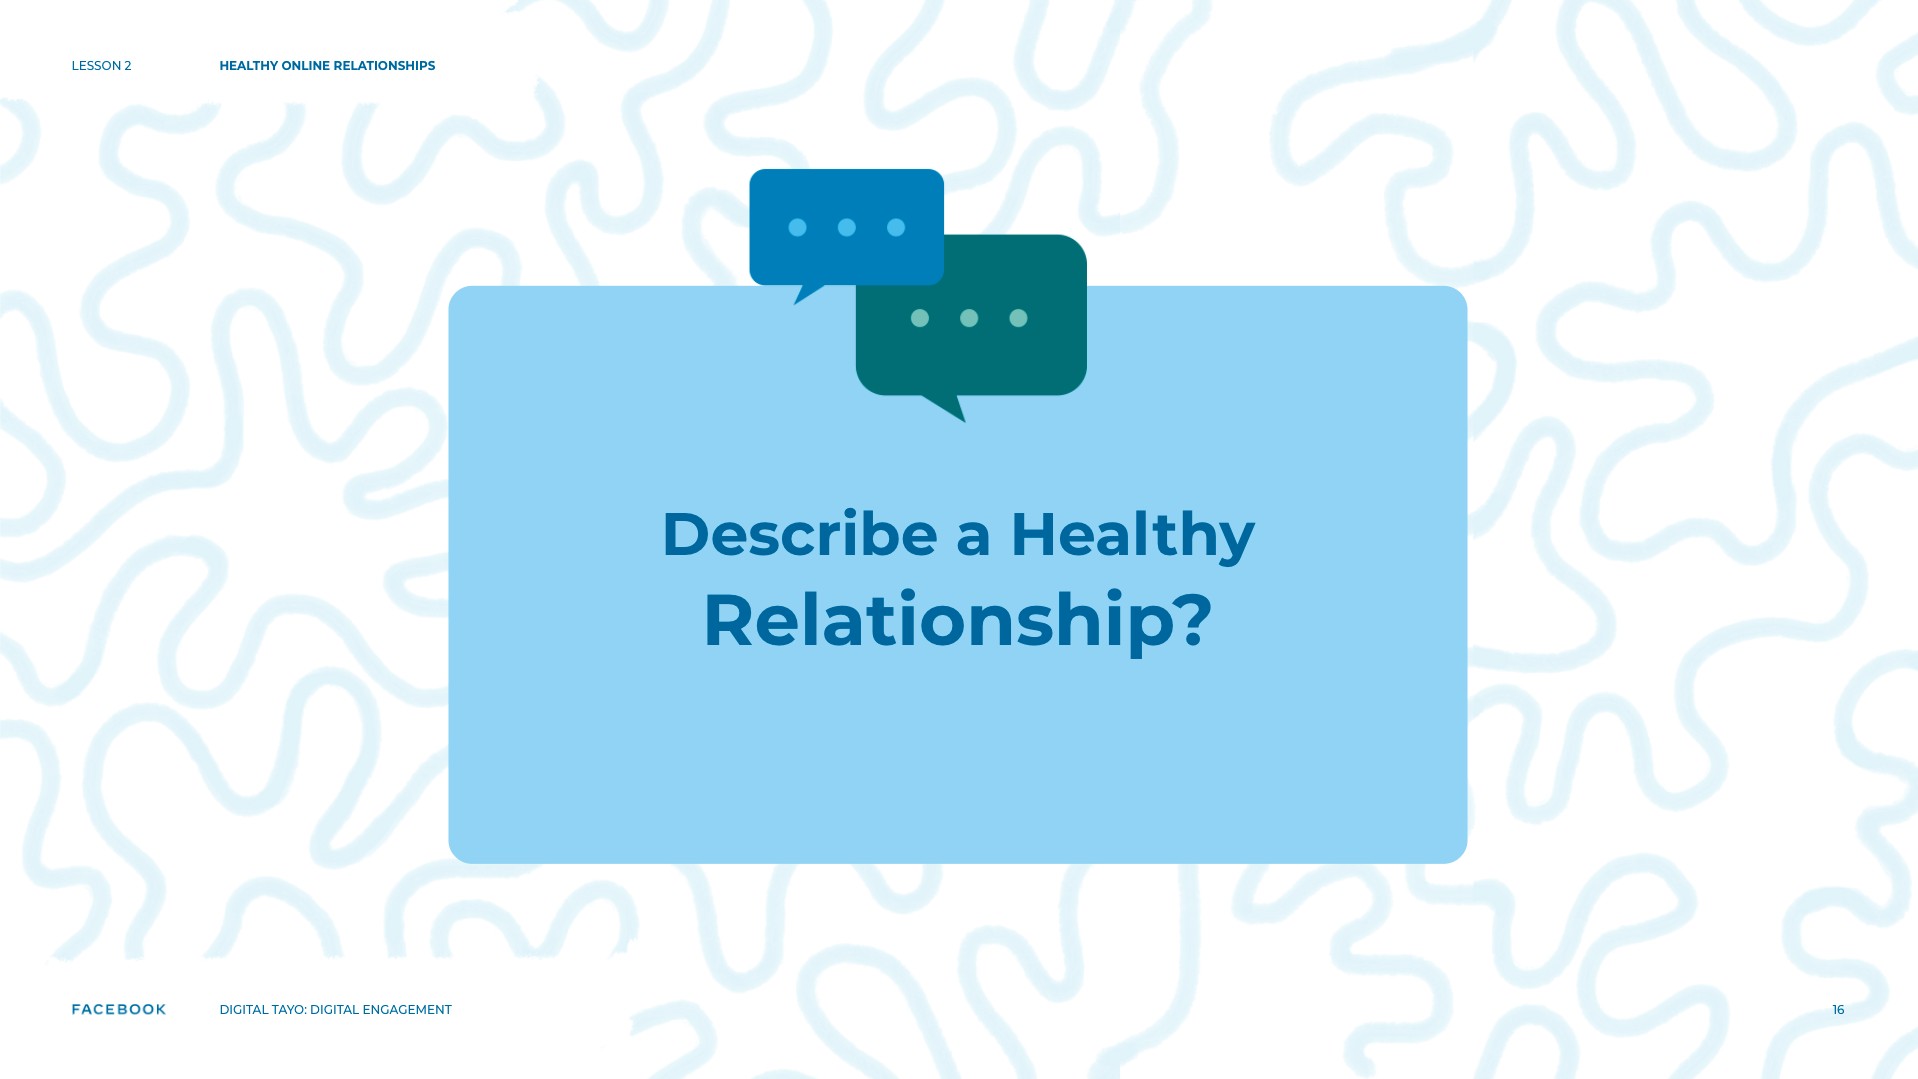 LESSON 2
HEALTHY ONLINE RELATIONSHIPS
Describe a Healthy
Relationship?
FACEBOOK
DIGITAL TAYO: DIGITAL ENGAGEMENT
16